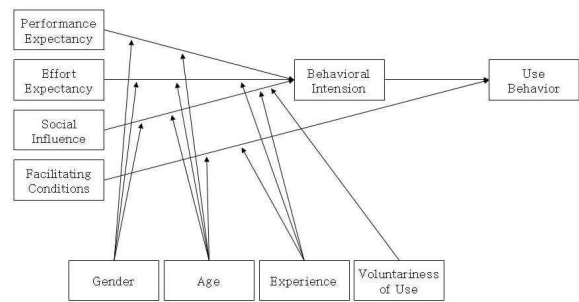 Performance
Expectancy
Effort
Expectancy
Behavioral
Intension
Use
Behavior
Social
Influence
Facilitating
Conditions
Gender
Age
Experience
Voluntariness
of Use